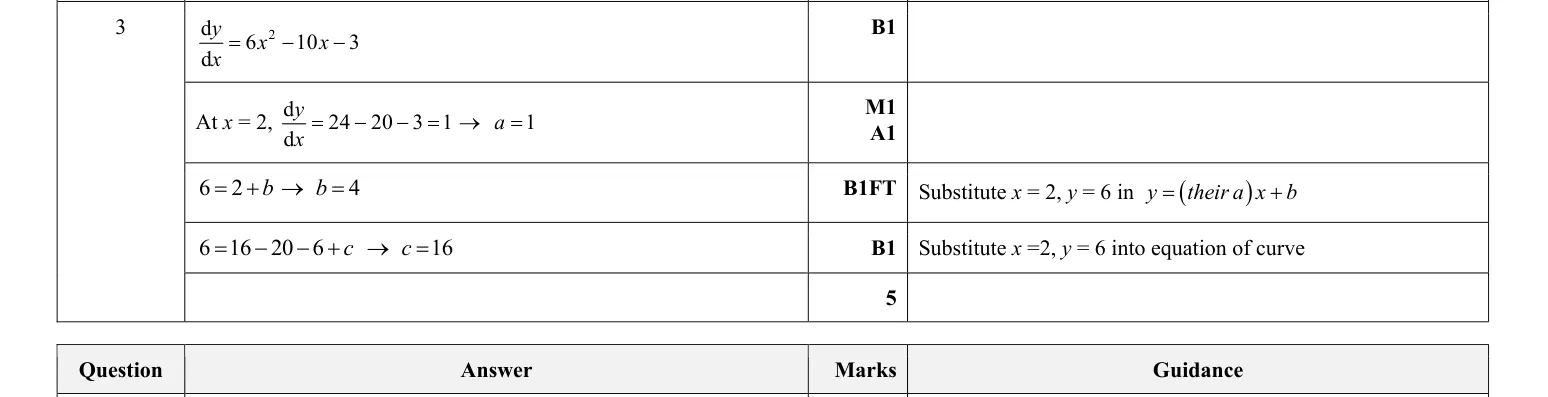 3
dy/dx = 6x² − 10x − 3
B1
At x = 2, dy/dx = 24 − 20 − 3 = 1 → a = 1
M1
A1
6 = 2 + b → b = 4
B1FT
Substitute x = 2, y = 6 in y = (their a)x + b
6 = 16 − 20 − 6 + c → c = 16
B1
Substitute x =2, y = 6 into equation of curve
5
Question Answer Marks Guidance